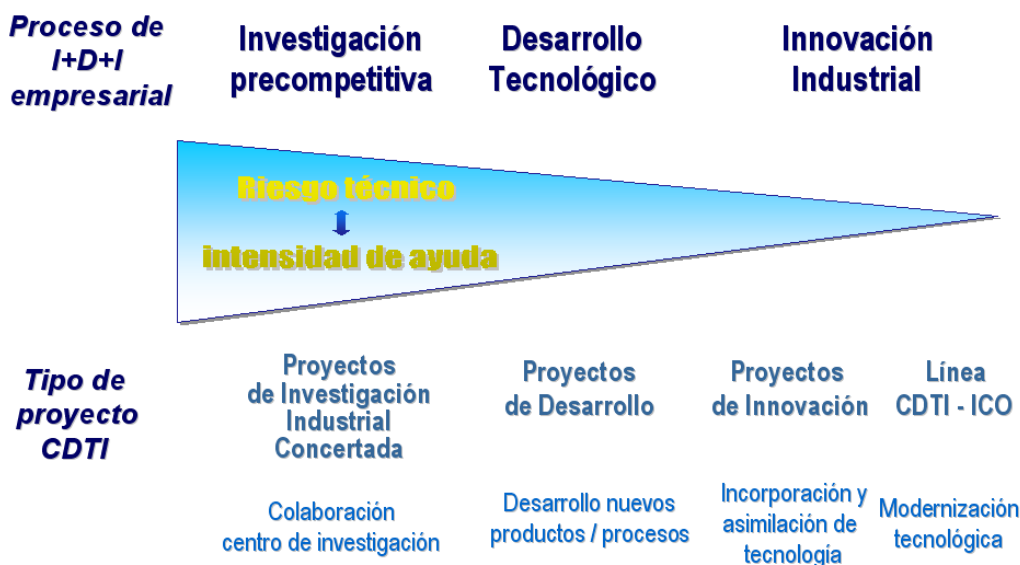 Proceso de
I+D+I
empresarial
Investigación
precompetitiva
Desarrollo
Tecnológico
Innovación
Industrial
Riesgo técnico
intensidad de ayuda
Tipo de
proyecto
CDTI
Proyectos
de Investigación
Industrial
Concertada
Proyectos
de Desarrollo
Proyectos
de Innovación
Línea
CDTI - ICO
Colaboración
centro de investigación
Desarrollo nuevos
productos / procesos
Incorporación y
asimilación de
tecnología
Modernización
tecnológica